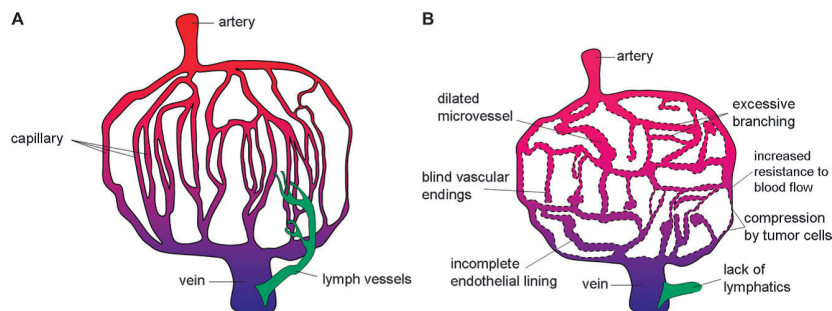 A
artery
capillary
vein
lymph vessels
B
artery
dilated
microvessel
excessive
branching
blind vascular
endings
increased
resistance to
blood flow
compression
by tumor cells
incomplete
endothelial lining
vein
lack of
lymphatics